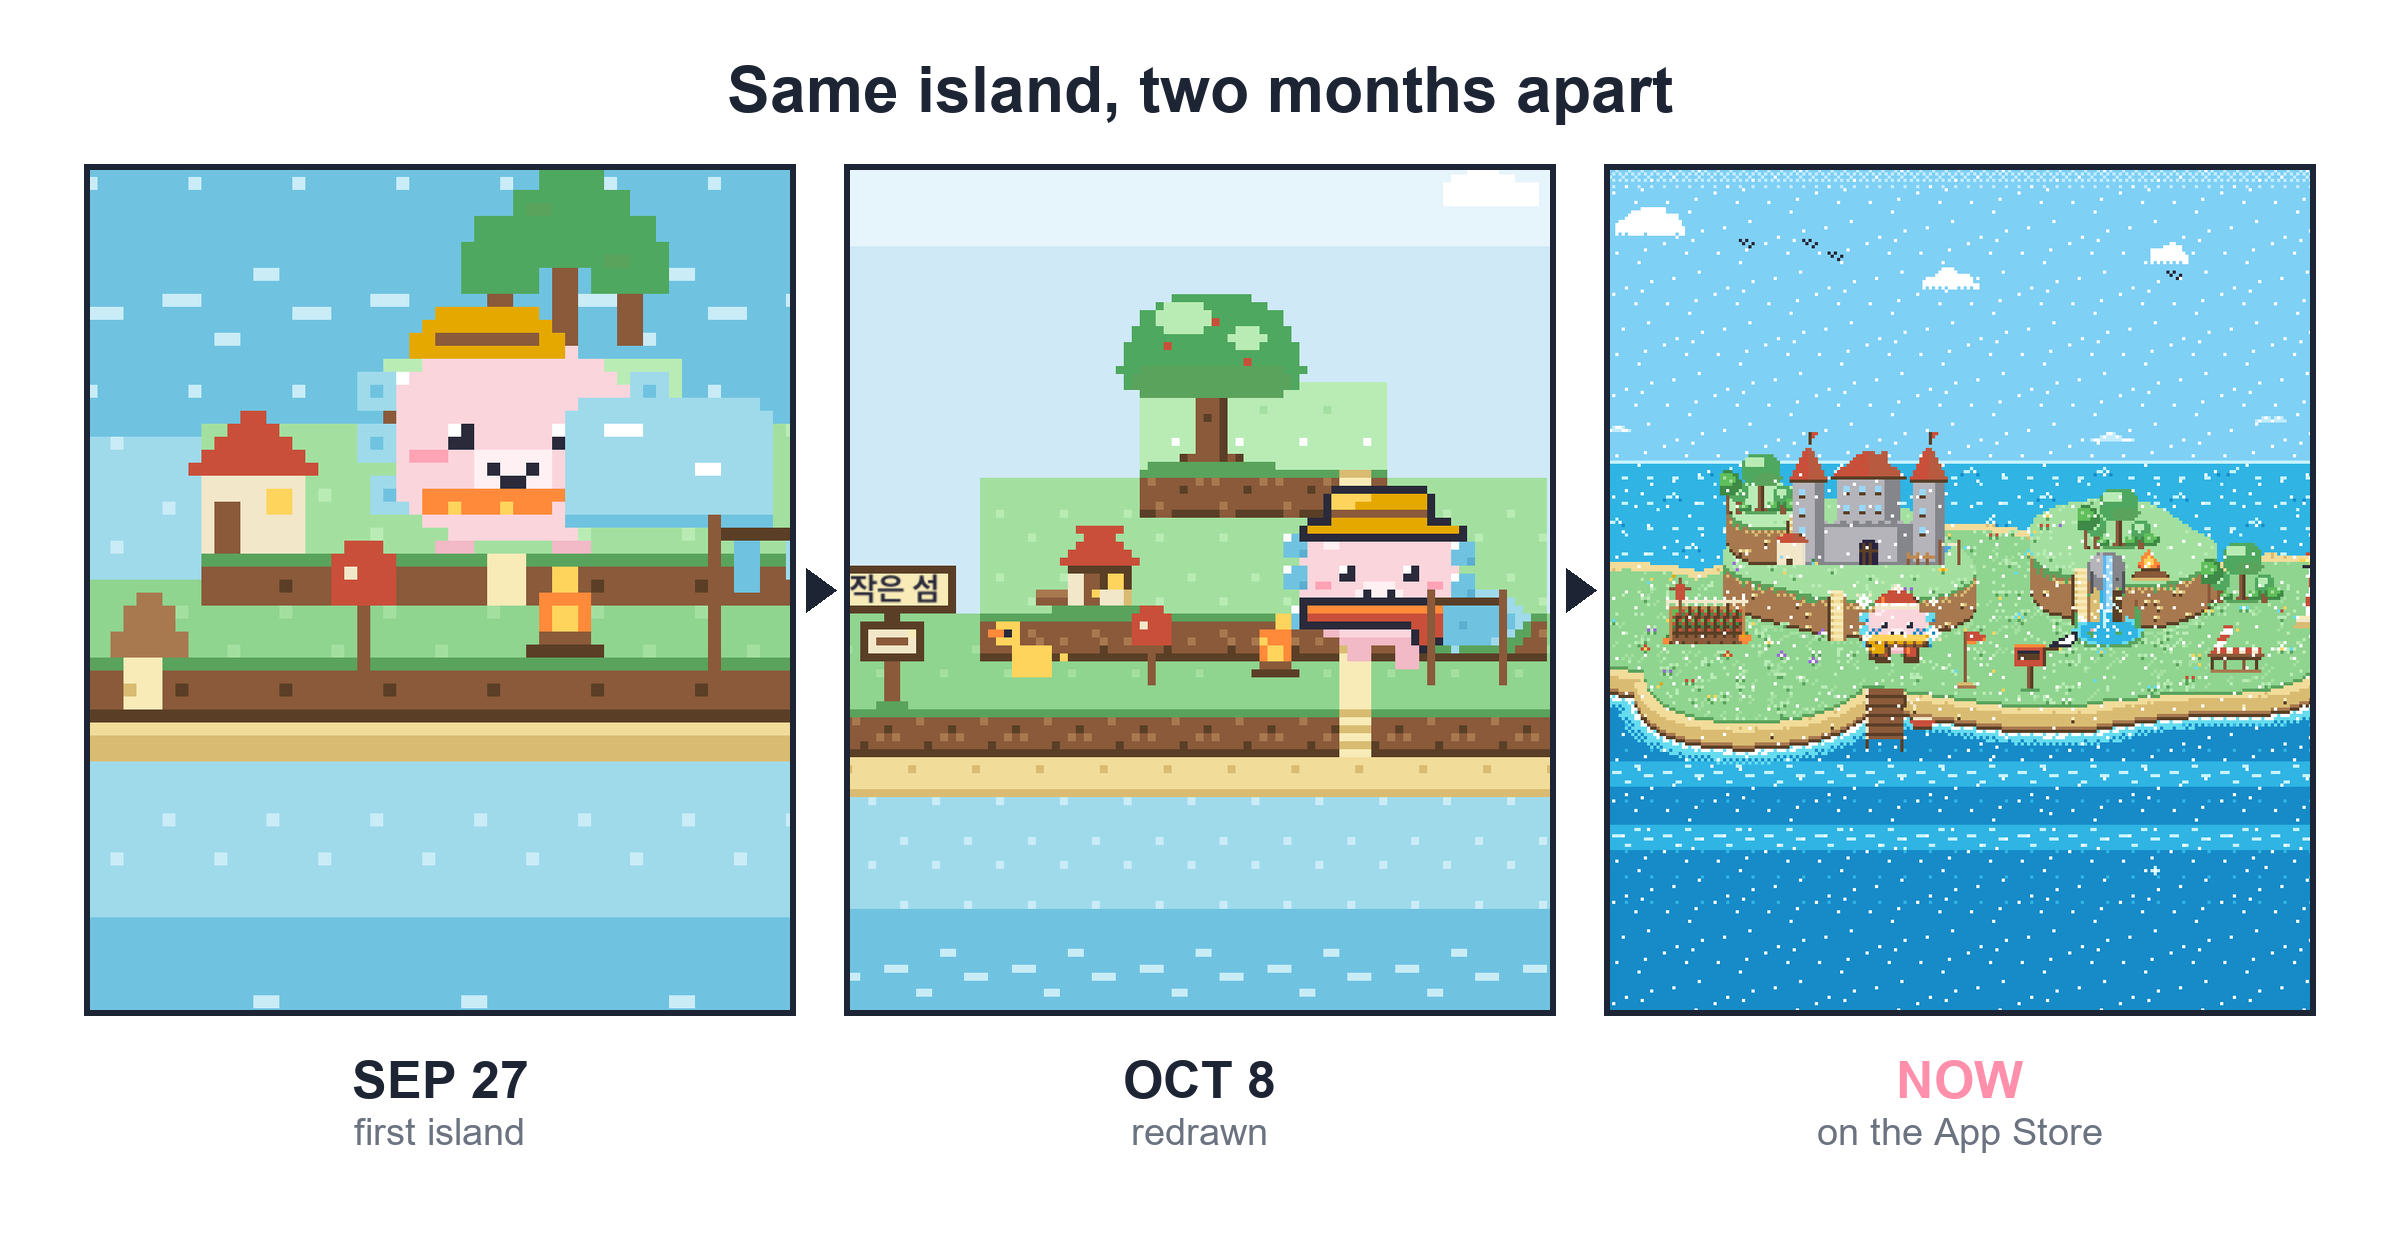 Same island, two months apart
작은 섬
SEP 27
first island
OCT 8
redrawn
NOW
on the App Store